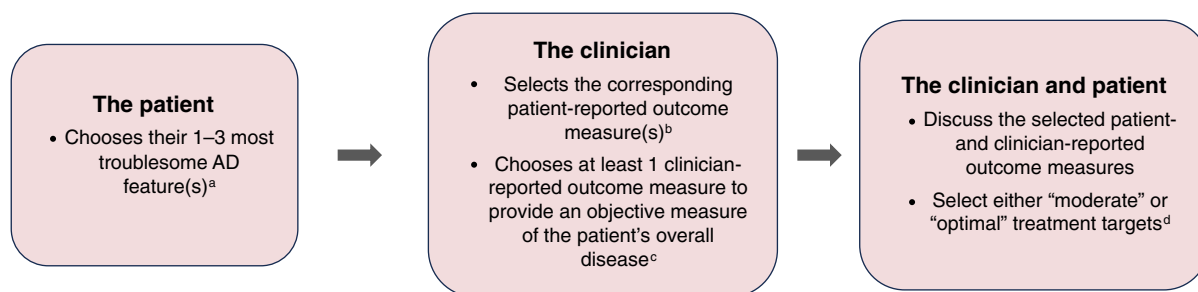 The patient
• Chooses their 1–3 most
troublesome AD
feature(s)ᵃ
The clinician
• Selects the corresponding
patient-reported outcome
measure(s)ᵇ
• Chooses at least 1 clinician-
reported outcome measure to
provide an objective measure
of the patient’s overall
diseaseᶜ
The clinician and patient
• Discuss the selected patient-
and clinician-reported
outcome measures
• Select either “moderate” or
“optimal” treatment targetsᵈ